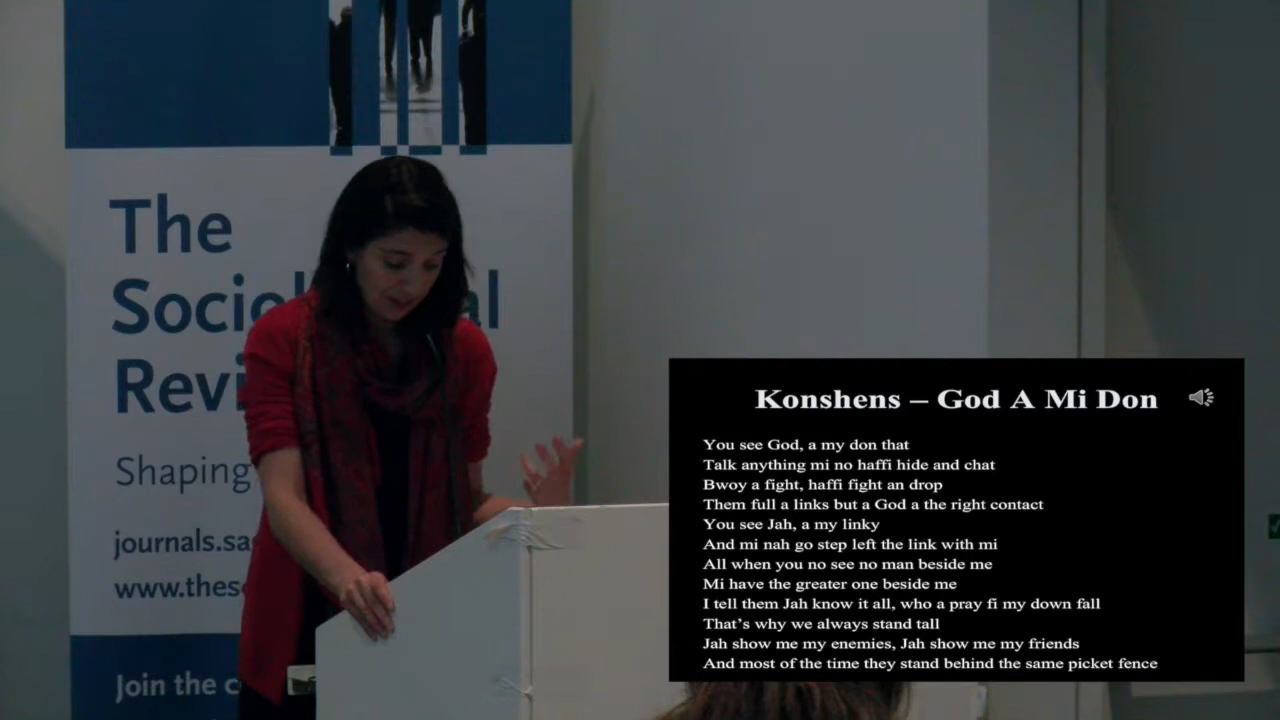 The
Socio al
Revi
Shaping
journals.sa
www.thes
Join the c
Konshens – God A Mi Don
You see God, a my don that
Talk anything mi no haffi hide and chat
Bwoy a fight, haffi fight an drop
Them full a links but a God a the right contact
You see Jah, a my linky
And mi nah go step left the link with mi
All when you no see no man beside me
Mi have the greater one beside me
I tell them Jah know it all, who a pray fi my down fall
That's why we always stand tall
Jah show me my enemies, Jah show me my friends
And most of the time they stand behind the same picket fence